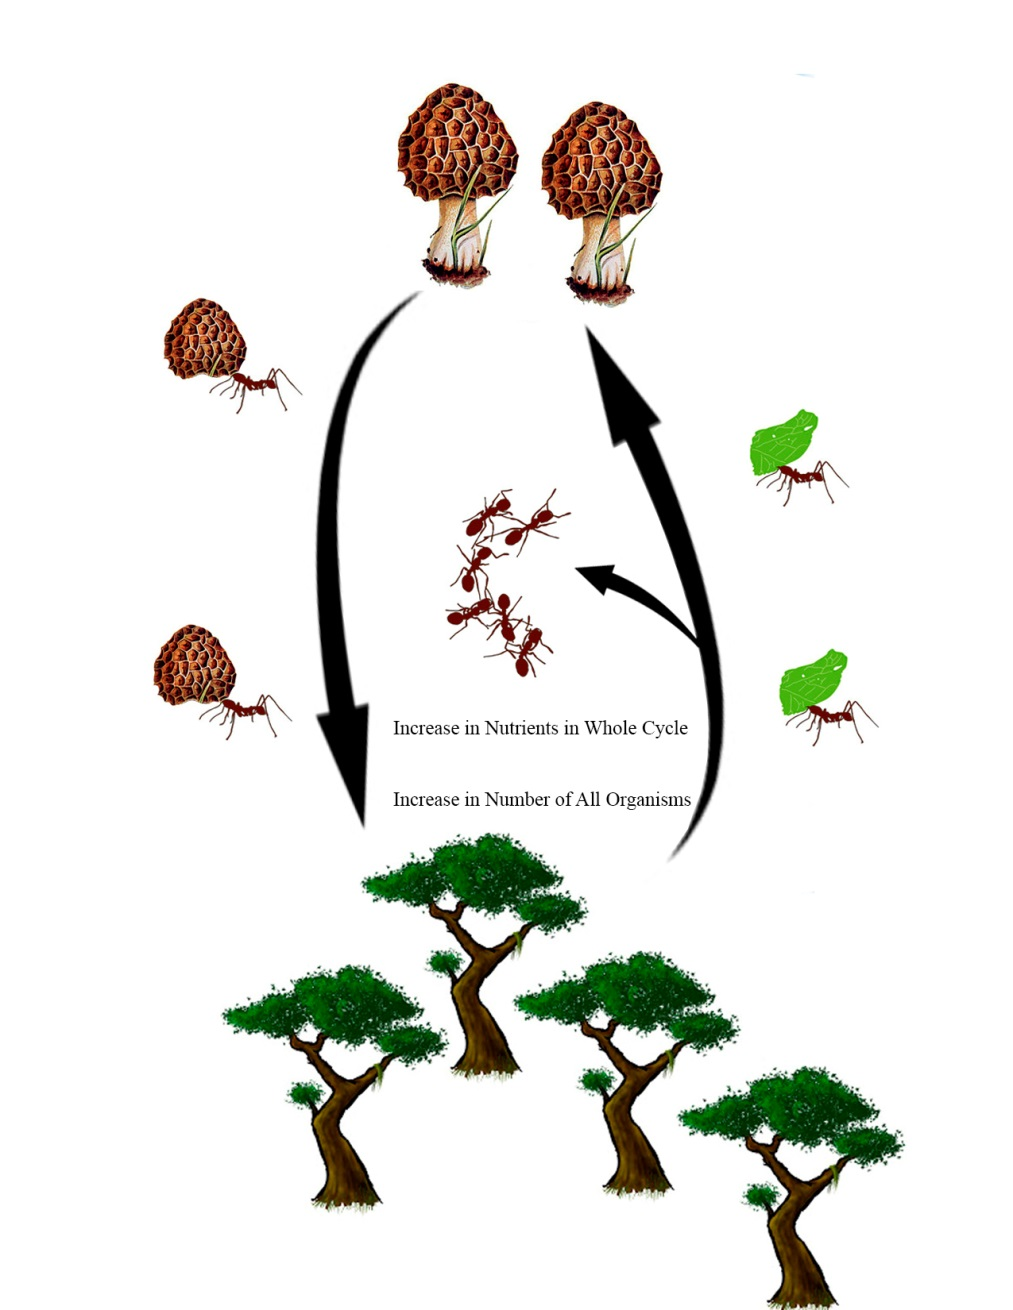 Increase in Nutrients in Whole Cycle
Increase in Number of All Organisms